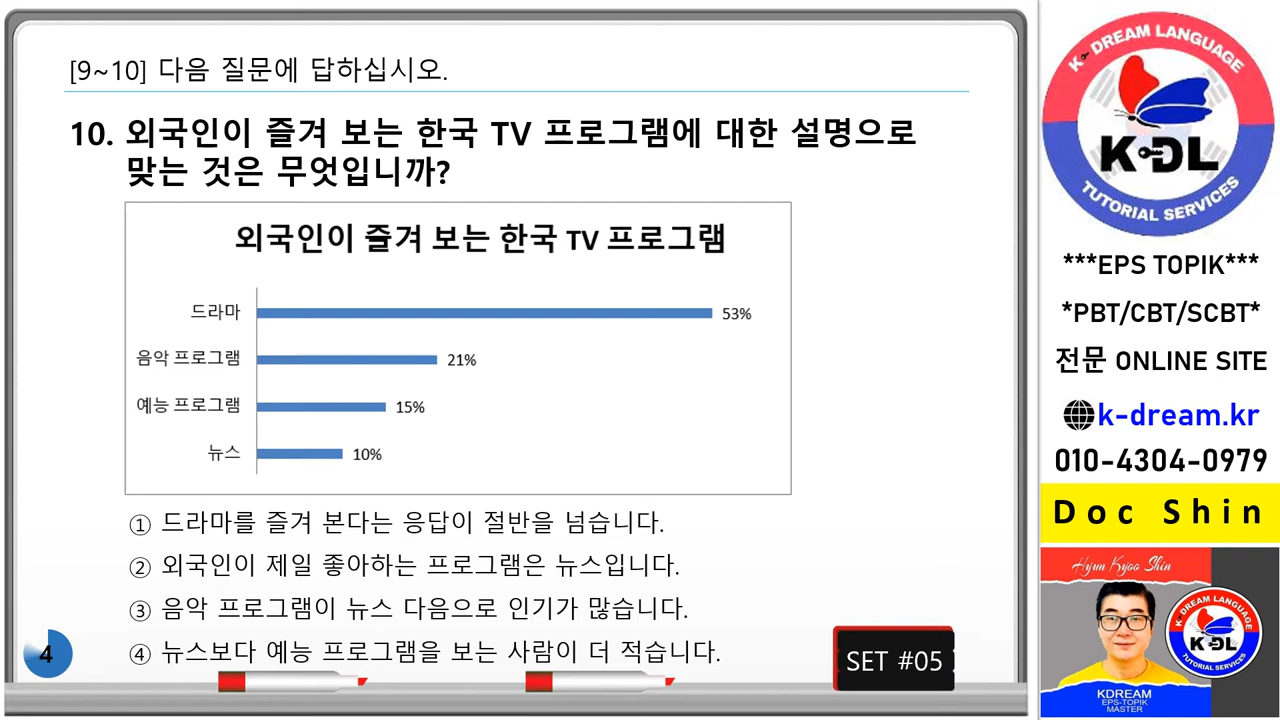 [9~10] 다음 질문에 답하십시오.
10. 외국인이 즐겨 보는 한국 TV 프로그램에 대한 설명으로
맞는 것은 무엇입니까?
외국인이 즐겨 보는 한국 TV 프로그램
드라마 53%
음악 프로그램 21%
예능 프로그램 15%
뉴스 10%
① 드라마를 즐겨 본다는 응답이 절반을 넘습니다.
② 외국인이 제일 좋아하는 프로그램은 뉴스입니다.
③ 음악 프로그램이 뉴스 다음으로 인기가 많습니다.
④ 뉴스보다 예능 프로그램을 보는 사람이 더 적습니다.
4
SET #05
K- DREAM LANGUAGE
K-DL
TUTORIAL SERVICES
***EPS TOPIK***
*PBT/CBT/SCBT*
전문 ONLINE SITE
k-dream.kr
010-4304-0979
Doc Shin
Hyun Kyoo Shin
K- DREAM LANGUAGE
K-DL
TUTORIAL SERVICES
KDREAM
EPS-TOPIK
MASTER